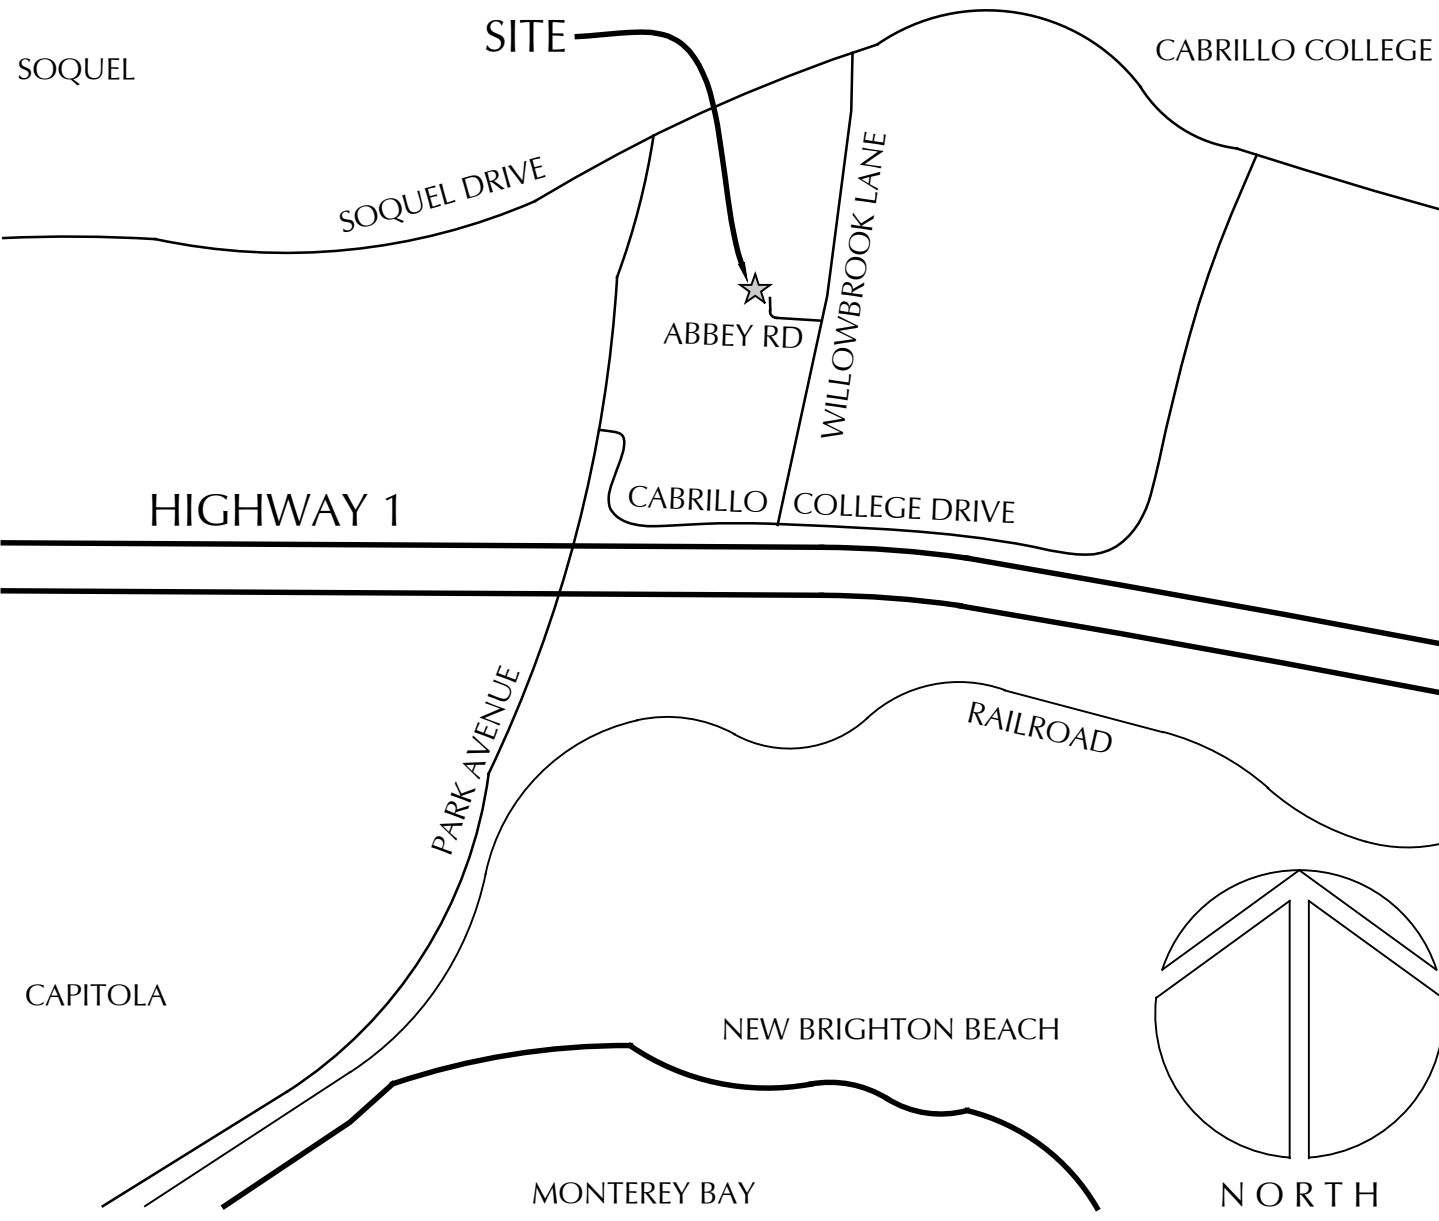 SITE
SOQUEL
CABRILLO COLLEGE
SOQUEL DRIVE
WILLOWBROOK LANE
ABBEY RD
HIGHWAY 1
CABRILLO COLLEGE DRIVE
PARK AVENUE
RAILROAD
CAPITOLA
NEW BRIGHTON BEACH
MONTEREY BAY
NORTH